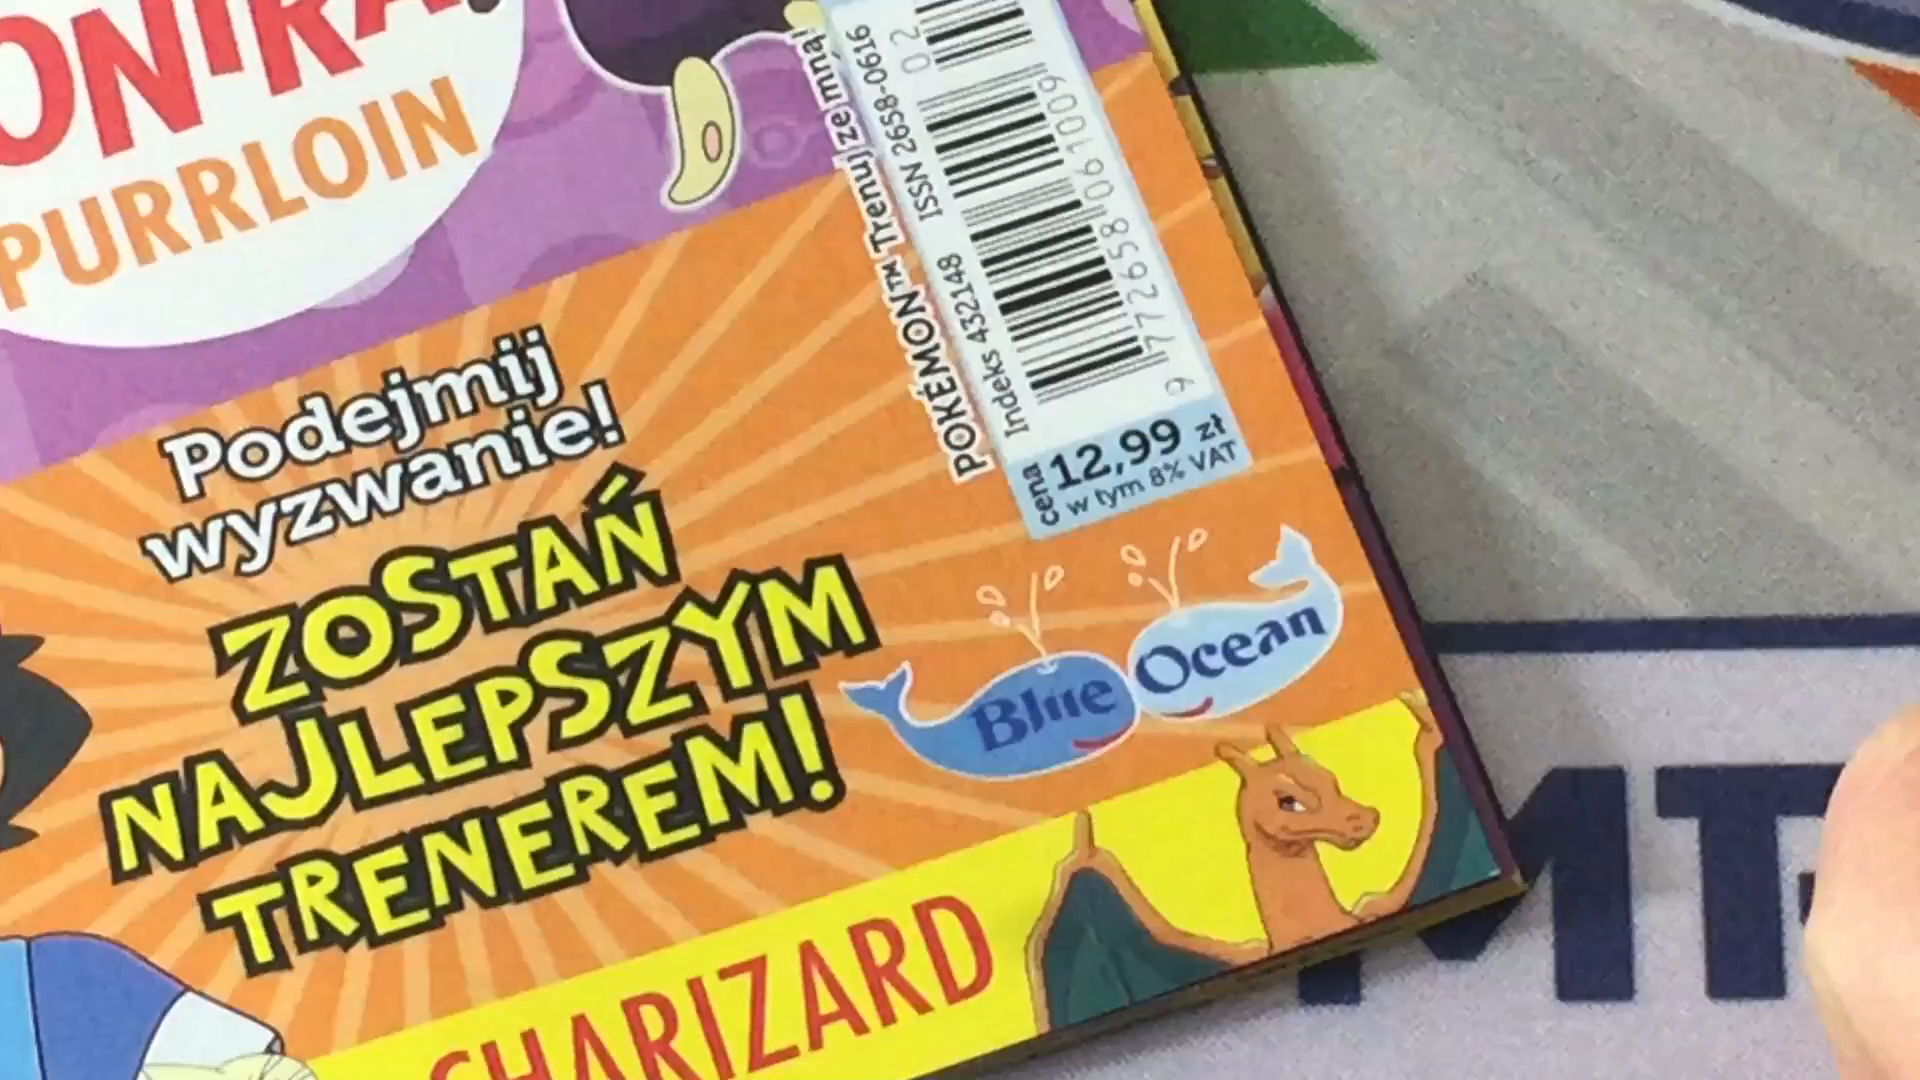 PURRLOIN
POKÉMON™ Trenuj ze mną!
Indeks 432148 ISSN 2658-0616
02
9 772658 061009
cena 12,99 zł
w tym 8% VAT
Podejmij
wyzwanie!
ZOSTAŃ
NAJLEPSZYM
TRENEREM!
Blue Ocean
CHARIZARD